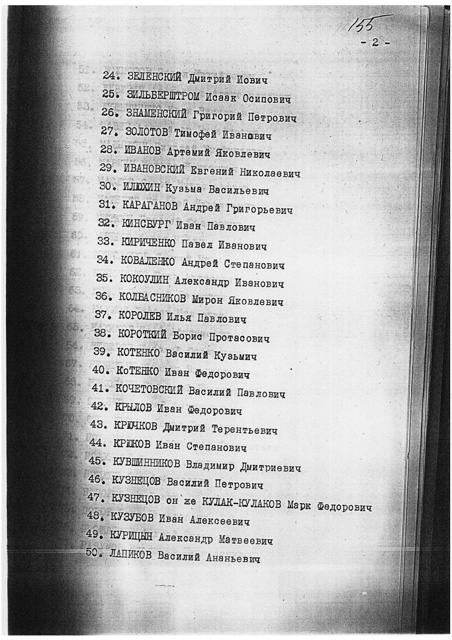 155
- 2 -
24. ЗЕЛЕНСКИЙ Дмитрий Иович
25. ЗИЛЬБЕРШТРОМ Исаак Осипович
26. ЗНАМЕНСКИЙ Григорий Петрович
27. ЗОЛОТОВ Тимофей Иванович
28. ИВАНОВ Артемий Яковлевич
29. ИВАНОВСКИЙ Евгений Николаевич
30. ИЛЮХИН Кузьма Васильевич
31. КАРАГАНОВ Андрей Григорьевич
32. КИНСБУРГ Иван Павлович
33. КИРИЧЕНКО Павел Иванович
34. КОВАЛЕНКО Андрей Степанович
35. КОКОУЛИН Александр Иванович
36. КОЛБАСНИКОВ Мирон Яковлевич
37. КОРОЛЕВ Илья Павлович
38. КОРОТКИЙ Борис Протасович
39. КОТЕНКО Василий Кузьмич
40. КоТЕНКО Иван Федорович
41. КОЧЕТОВСКИЙ Василий Павлович
42. КРЫЛОВ Иван Федорович
43. КРЮЧКОВ Дмитрий Терентьевич
44. КРЮКОВ Иван Степанович
45. КУВШИННИКОВ Владимир Дмитриевич
46. КУЗНЕЦОВ Василий Петрович
47. КУЗНЕЦОВ он же КУЛАК-КУЛАКОВ Марк Федорович
48. КУЗУБОВ Иван Алексеевич
49. КУРИЦЫН Александр Матвеевич
50. ЛАПИКОВ Василий Ананьевич